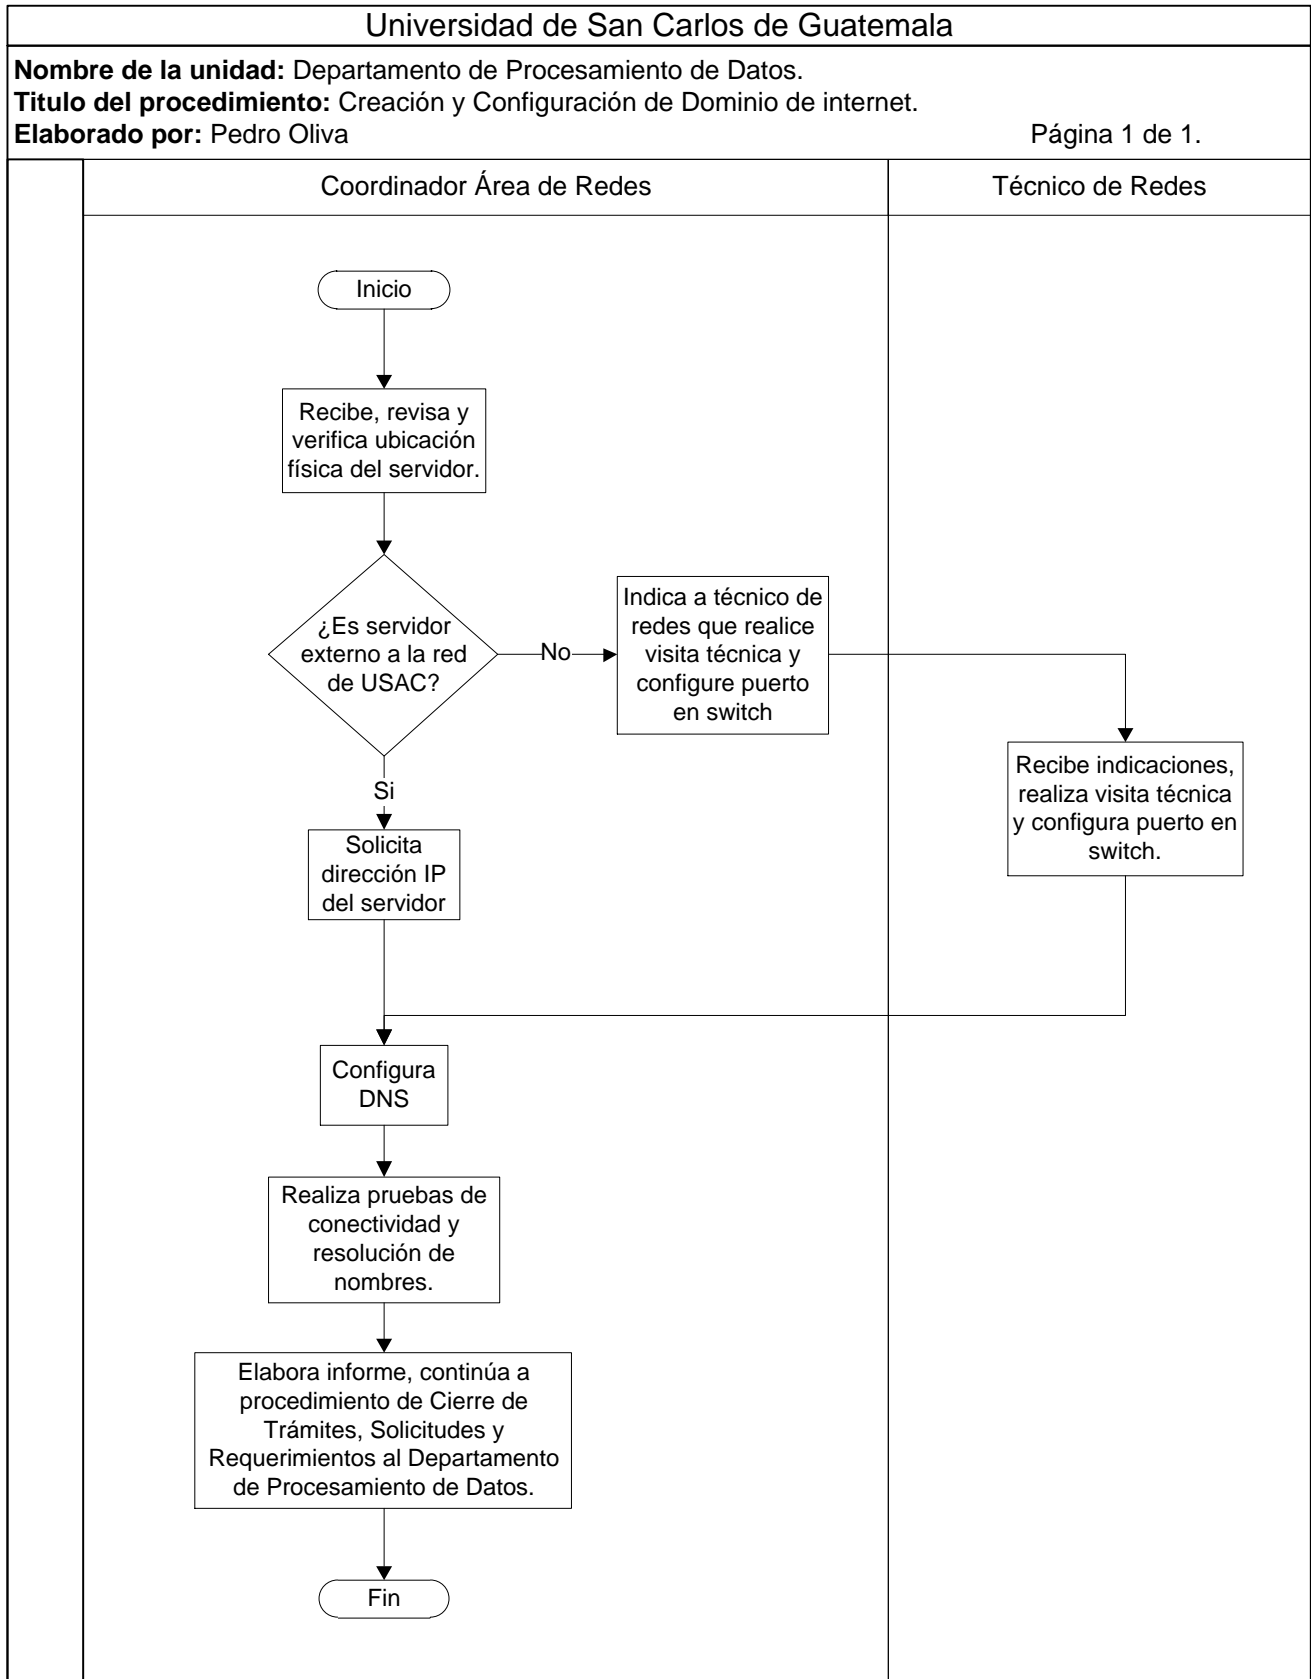 Universidad de San Carlos de Guatemala
Nombre de la unidad: Departamento de Procesamiento de Datos.
Titulo del procedimiento: Creación y Configuración de Dominio de internet.
Elaborado por: Pedro Oliva
Página 1 de 1.
Coordinador Área de Redes
Técnico de Redes
Inicio
Recibe, revisa y
verifica ubicación
física del servidor.
¿Es servidor
externo a la red
de USAC?
No
Indica a técnico de
redes que realice
visita técnica y
configure puerto
en switch
Recibe indicaciones,
realiza visita técnica
y configura puerto en
switch.
Si
Solicita
dirección IP
del servidor
Configura
DNS
Realiza pruebas de
conectividad y
resolución de
nombres.
Elabora informe, continúa a
procedimiento de Cierre de
Trámites, Solicitudes y
Requerimientos al Departamento
de Procesamiento de Datos.
Fin